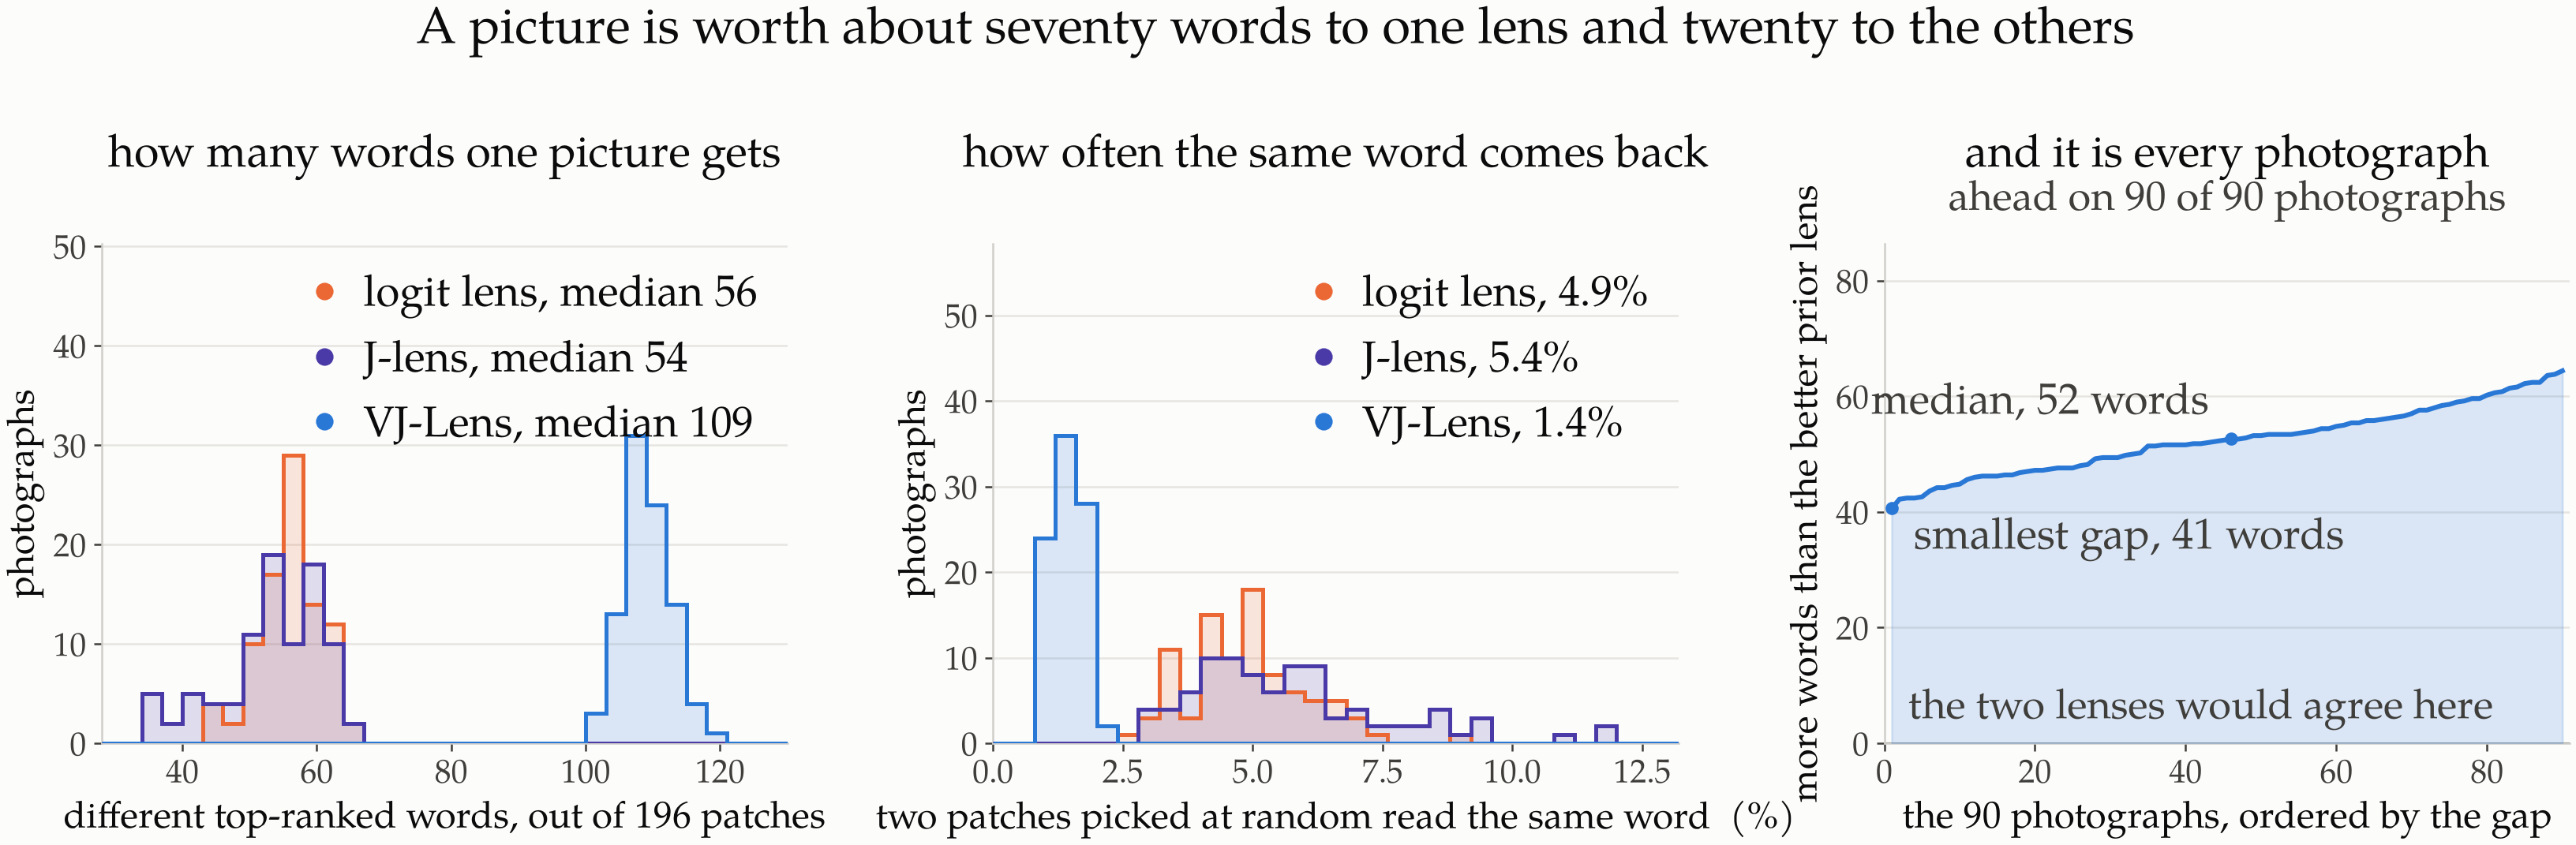 A picture is worth about seventy words to one lens and twenty to the others
how many words one picture gets
50
40
30
20
10
0
photographs
logit lens, median 56
J-lens, median 54
VJ-Lens, median 109
40
60
80
100
120
different top-ranked words, out of 196 patches
how often the same word comes back
50
40
30
20
10
0
photographs
logit lens, 4.9%
J-lens, 5.4%
VJ-Lens, 1.4%
0.0
2.5
5.0
7.5
10.0
12.5
two patches picked at random read the same word (%)
and it is every photograph
ahead on 90 of 90 photographs
more words than the better prior lens
80
60
40
20
0
median, 52 words
smallest gap, 41 words
the two lenses would agree here
0
20
40
60
80
the 90 photographs, ordered by the gap